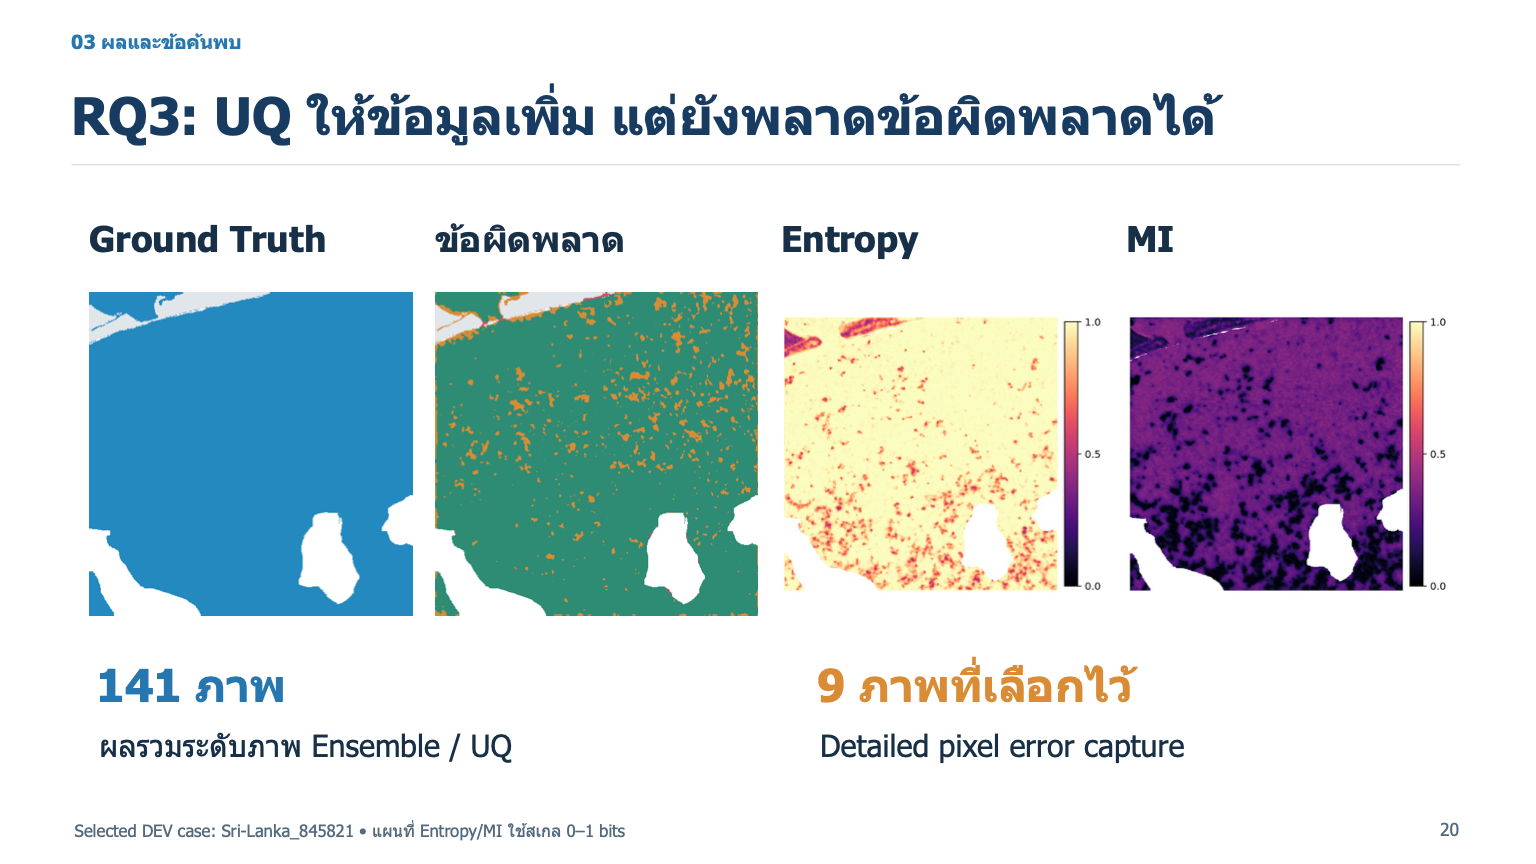 03 ผลและข้อค้นพบ
RQ3: UQ ให้ข้อมูลเพิ่ม แต่ยังพลาดข้อผิดพลาดได้
Ground Truth
ข้อผิดพลาด
Entropy
MI
1.0
0.5
0.0
1.0
0.5
0.0
141 ภาพ
ผลรวมระดับภาพ Ensemble / UQ
9 ภาพที่เลือกไว้
Detailed pixel error capture
Selected DEV case: Sri-Lanka_845821 • แผนที่ Entropy/MI ใช้สเกล 0–1 bits
20